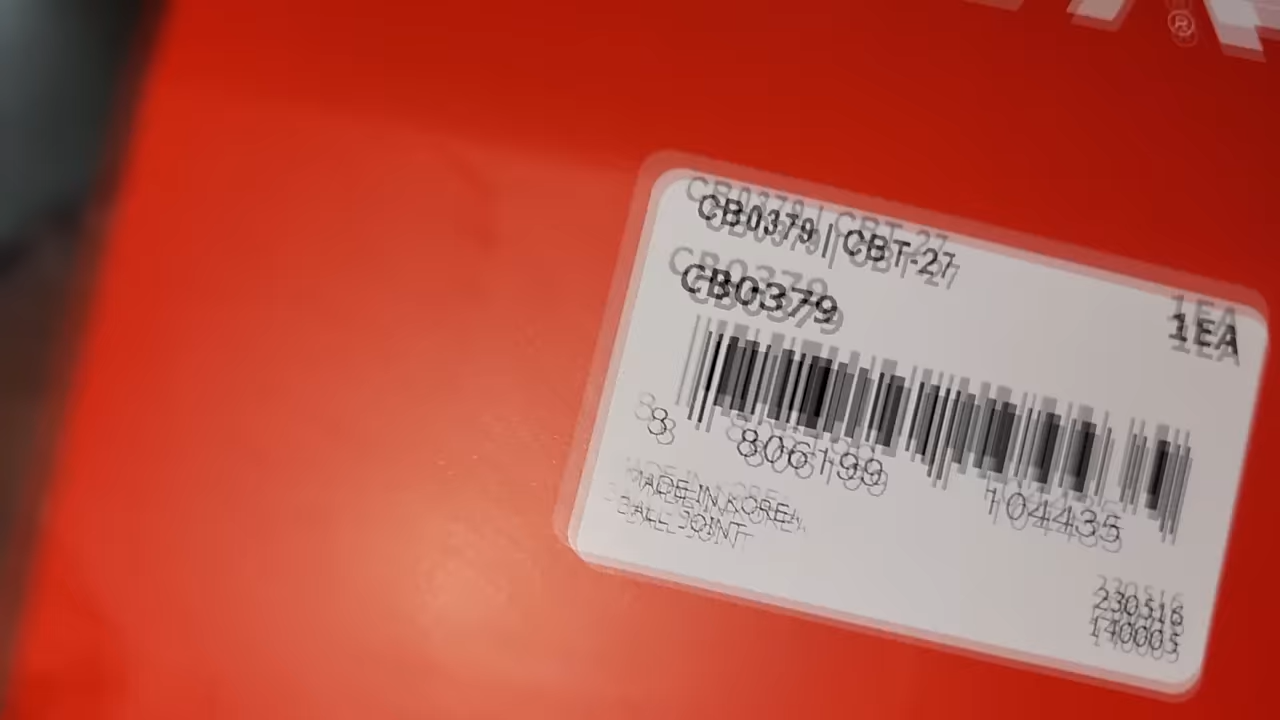 ®
CB0379 | CBT-27
CB0379
1EA
8 806199 104435
MADE IN KOREA
BALL JOINT
230516
140005